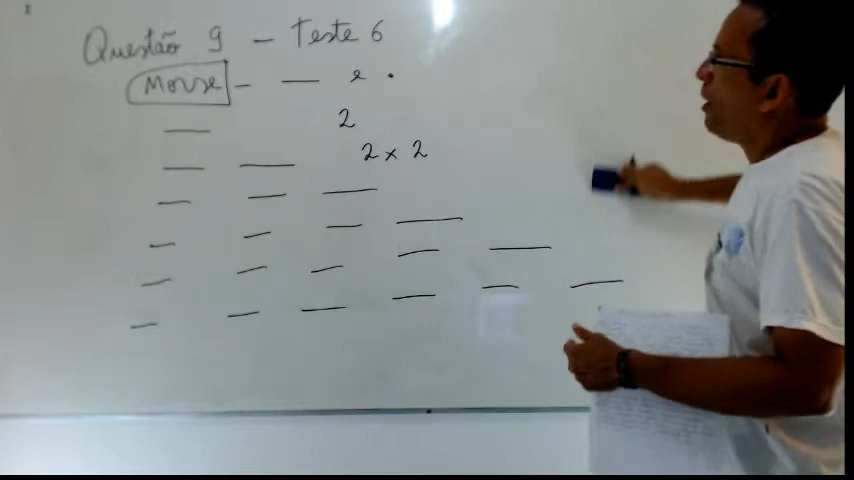 Questão 9 - Teste 6
Morse - — e •
2
2 x 2